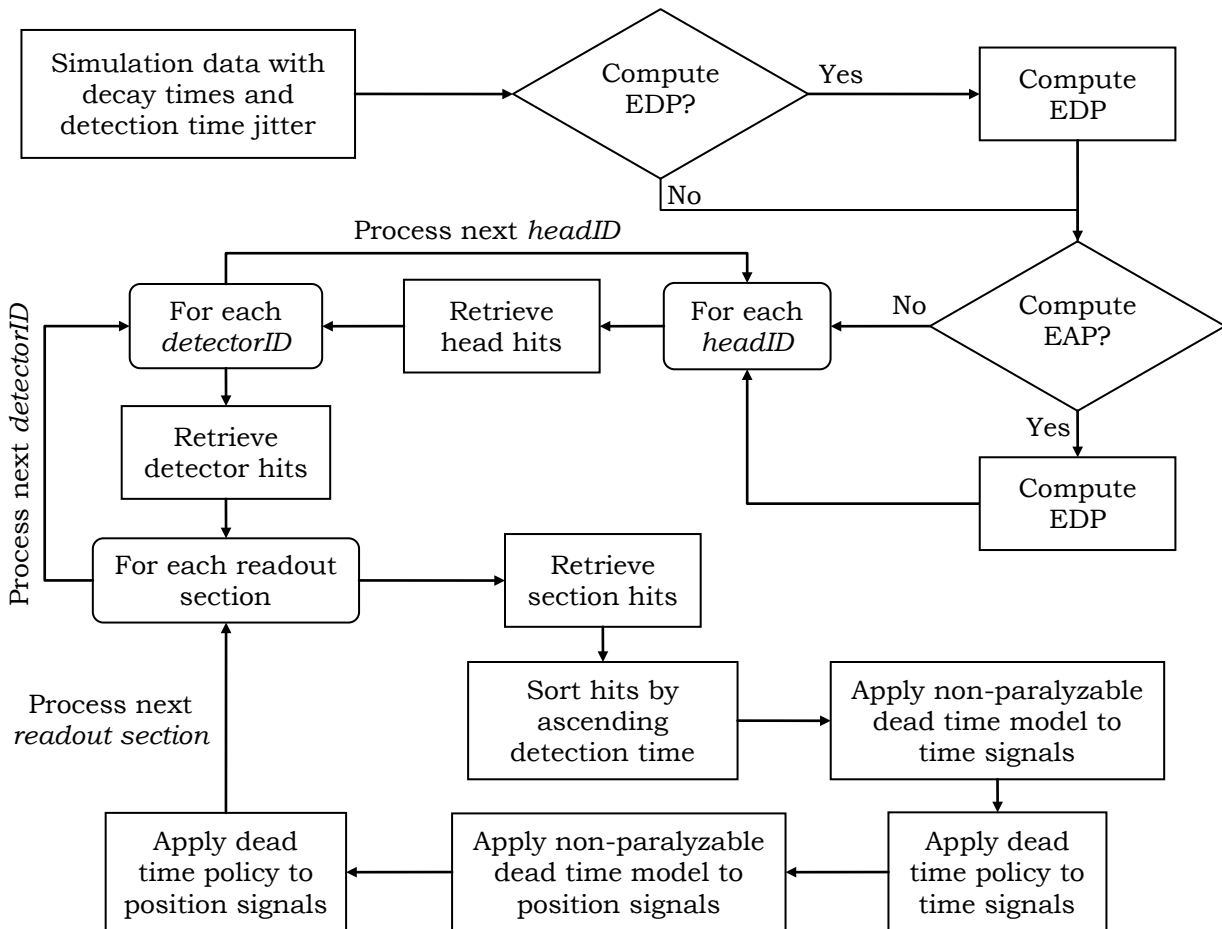 Simulation data with
decay times and
detection time jitter
Compute
EDP?
Yes
Compute
EDP
No
Process next headID
For each
detectorID
Retrieve
head hits
For each
headID
No
Compute
EAP?
Process next detectorID
Retrieve
detector hits
Yes
Compute
EDP
For each readout
section
Retrieve
section hits
Process next
readout section
Sort hits by
ascending
detection time
Apply non-paralyzable
dead time model to
time signals
Apply dead
time policy to
position signals
Apply non-paralyzable
dead time model to
position signals
Apply dead
time policy to
time signals